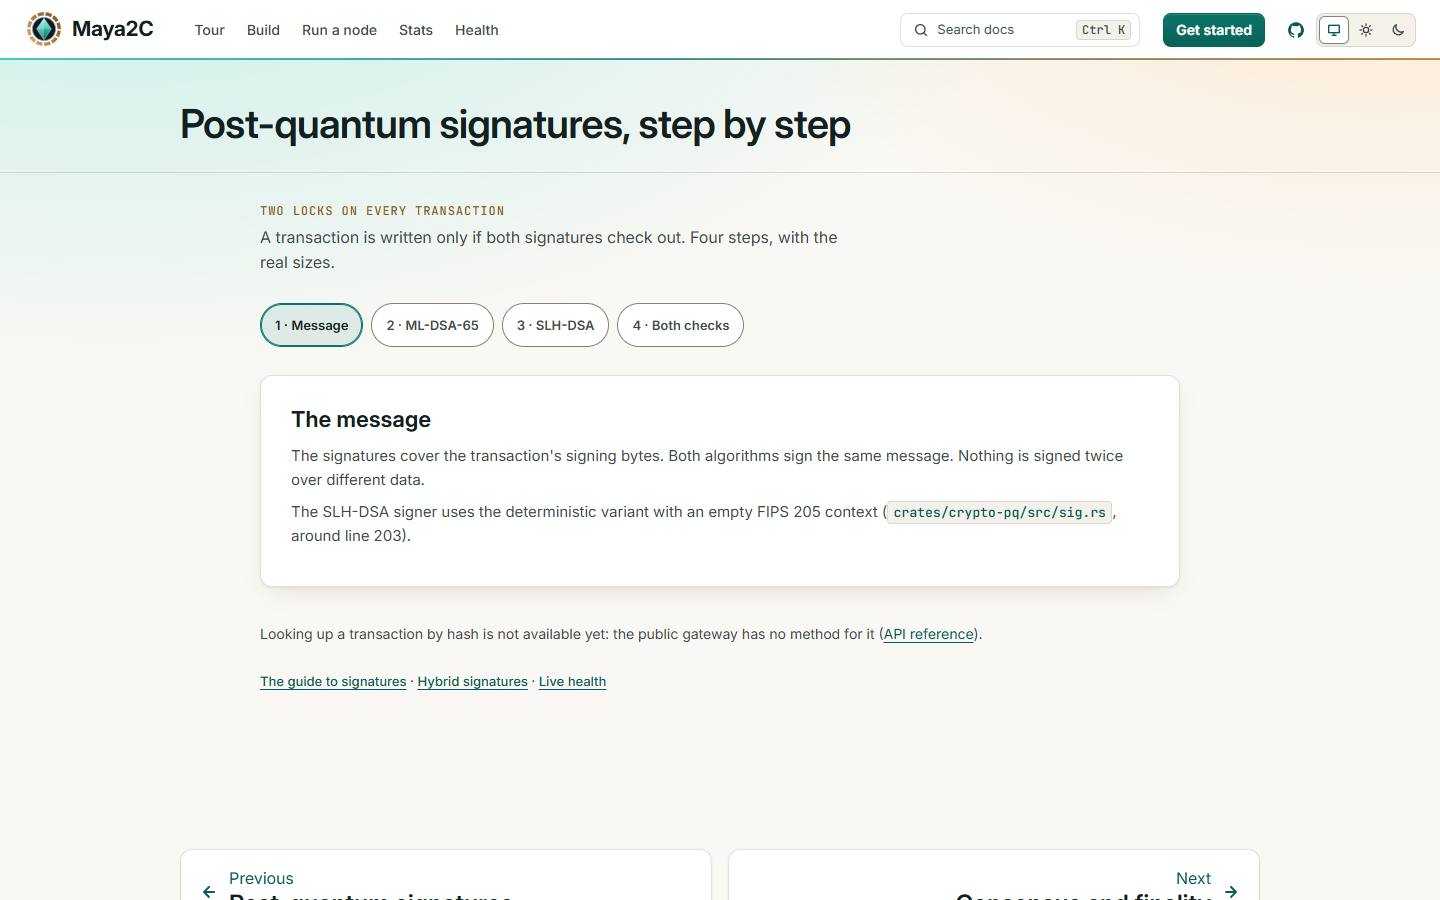 Maya2C
Tour
Build
Run a node
Stats
Health
Search docs
Ctrl K
Get started
Post-quantum signatures, step by step
TWO LOCKS ON EVERY TRANSACTION
A transaction is written only if both signatures check out. Four steps, with the
real sizes.
1 · Message
2 · ML-DSA-65
3 · SLH-DSA
4 · Both checks
The message
The signatures cover the transaction's signing bytes. Both algorithms sign the same message. Nothing is signed twice
over different data.
The SLH-DSA signer uses the deterministic variant with an empty FIPS 205 context (crates/crypto-pq/src/sig.rs,
around line 203).
Looking up a transaction by hash is not available yet: the public gateway has no method for it (API reference).
The guide to signatures · Hybrid signatures · Live health
Previous
Post-quantum signatures
Next
Consensus and finality